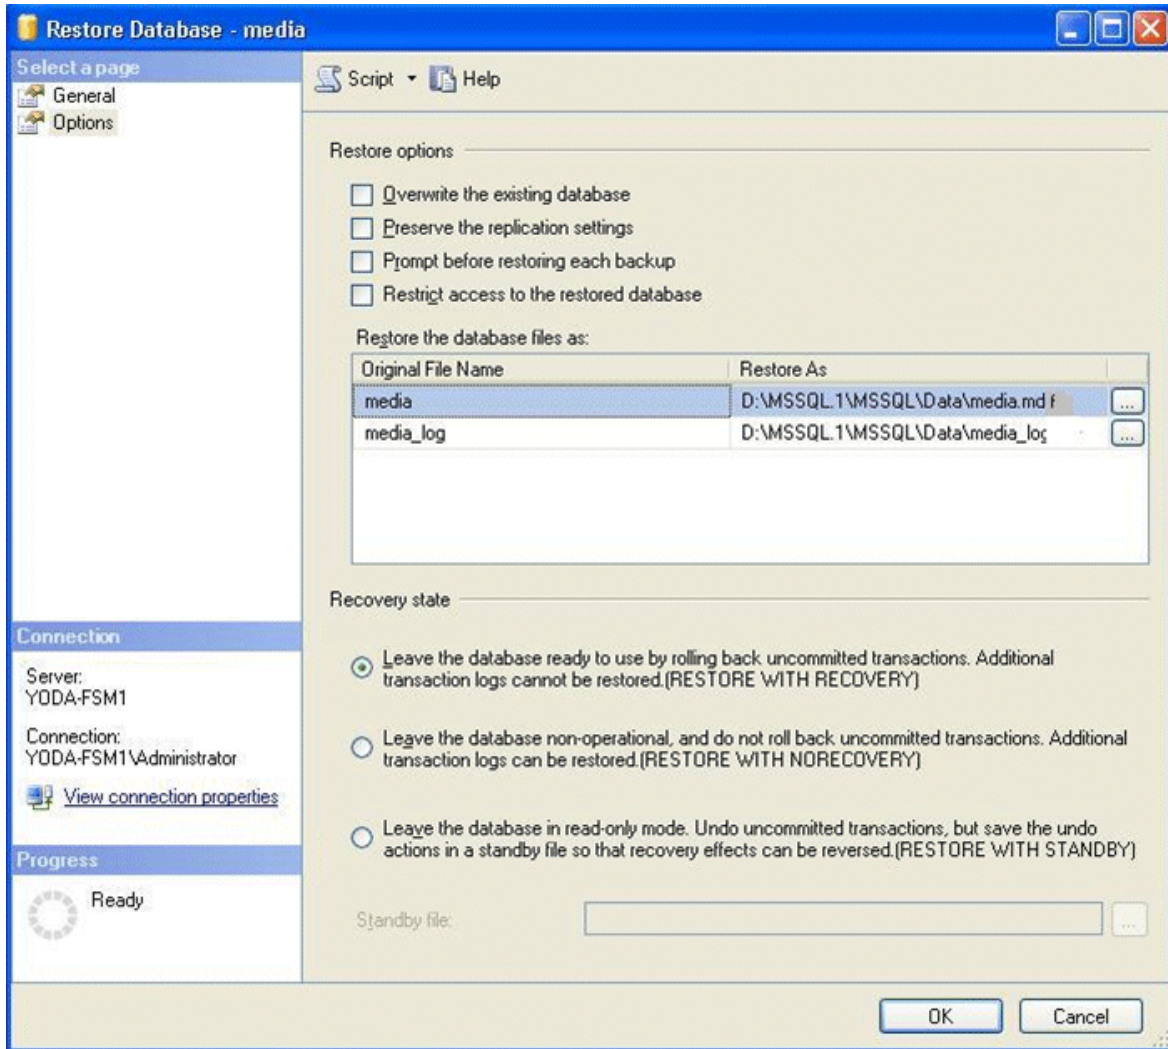 Restore Database - media
Select a page
General
Options
Script
Help
Restore options
Overwrite the existing database
Preserve the replication settings
Prompt before restoring each backup
Restrict access to the restored database
Restore the database files as:
Original File Name
Restore As
media
D:\MSSQL.1\MSSQL\Data\media.md f
...
media_log
D:\MSSQL.1\MSSQL\Data\media_log
...
Recovery state
Leave the database ready to use by rolling back uncommitted transactions. Additional
transaction logs cannot be restored.(RESTORE WITH RECOVERY)
Leave the database non-operational, and do not roll back uncommitted transactions. Additional
transaction logs can be restored.(RESTORE WITH NORECOVERY)
Leave the database in read-only mode. Undo uncommitted transactions, but save the undo
actions in a standby file so that recovery effects can be reversed.(RESTORE WITH STANDBY)
Standby file:
...
Connection
Server:
YODA-FSM1
Connection:
YODA-FSM1\Administrator
View connection properties
Progress
Ready
OK
Cancel